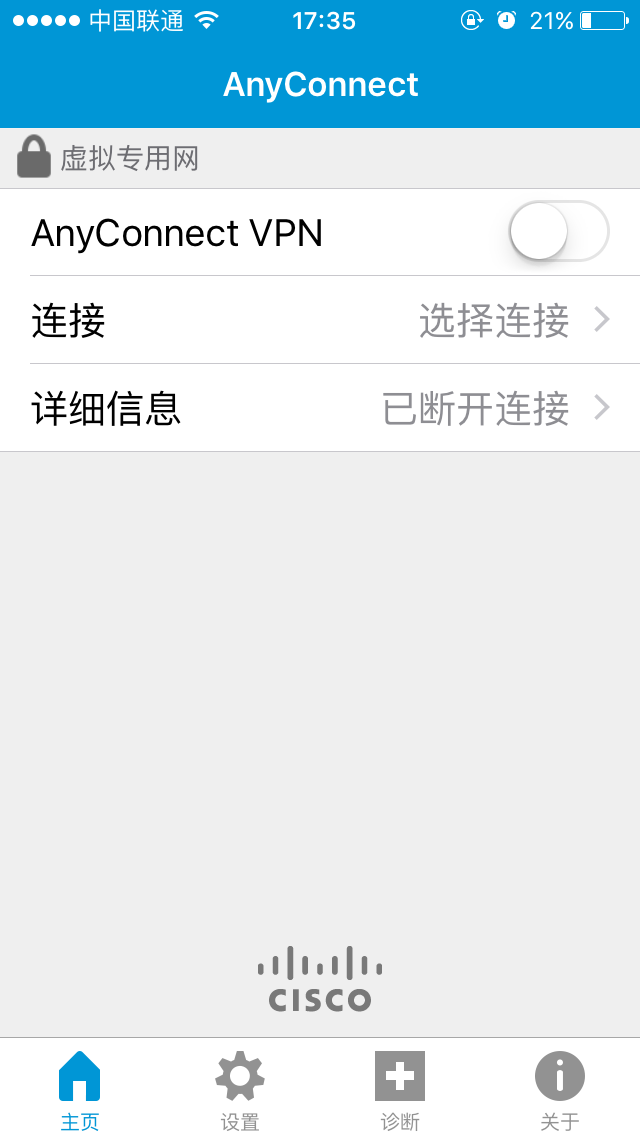 中国联通 17:35 21%
AnyConnect
虚拟专用网
AnyConnect VPN
连接 选择连接
详细信息 已断开连接
CISCO
主页 设置 诊断 关于